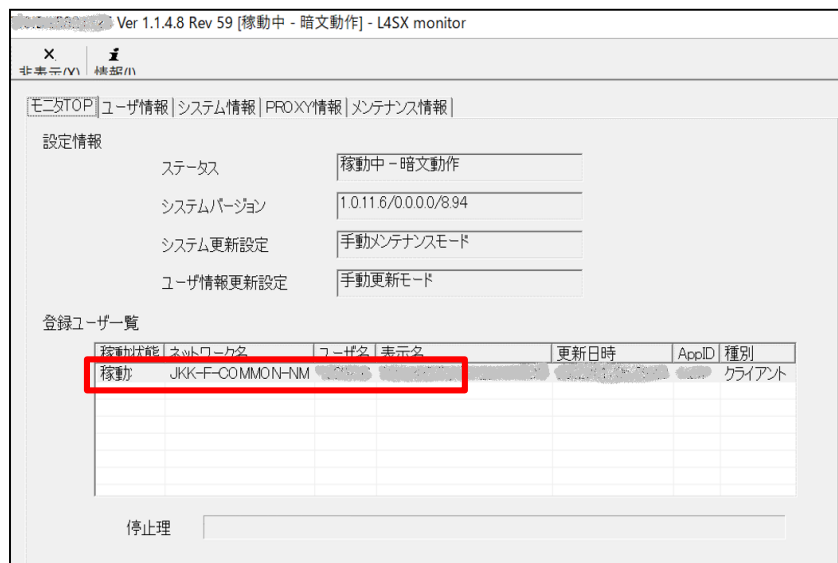 Ver 1.1.4.8 Rev 59 [稼動中 - 暗文動作] - L4SX monitor
×
i
非表示(X) 情報(I)
モニタTOP ユーザ情報 システム情報 PROXY情報 メンテナンス情報
設定情報
ステータス 稼動中－暗文動作
システムバージョン 1.0.11.6/0.0.0.0/8.94
システム更新設定 手動メンテナンスモード
ユーザ情報更新設定 手動更新モード
登録ユーザ一覧
稼動状態 ネットワーク名 ユーザ名 表示名 更新日時 AppID 種別
稼動 JKK-F-COMMON-NM クライアント
停止理